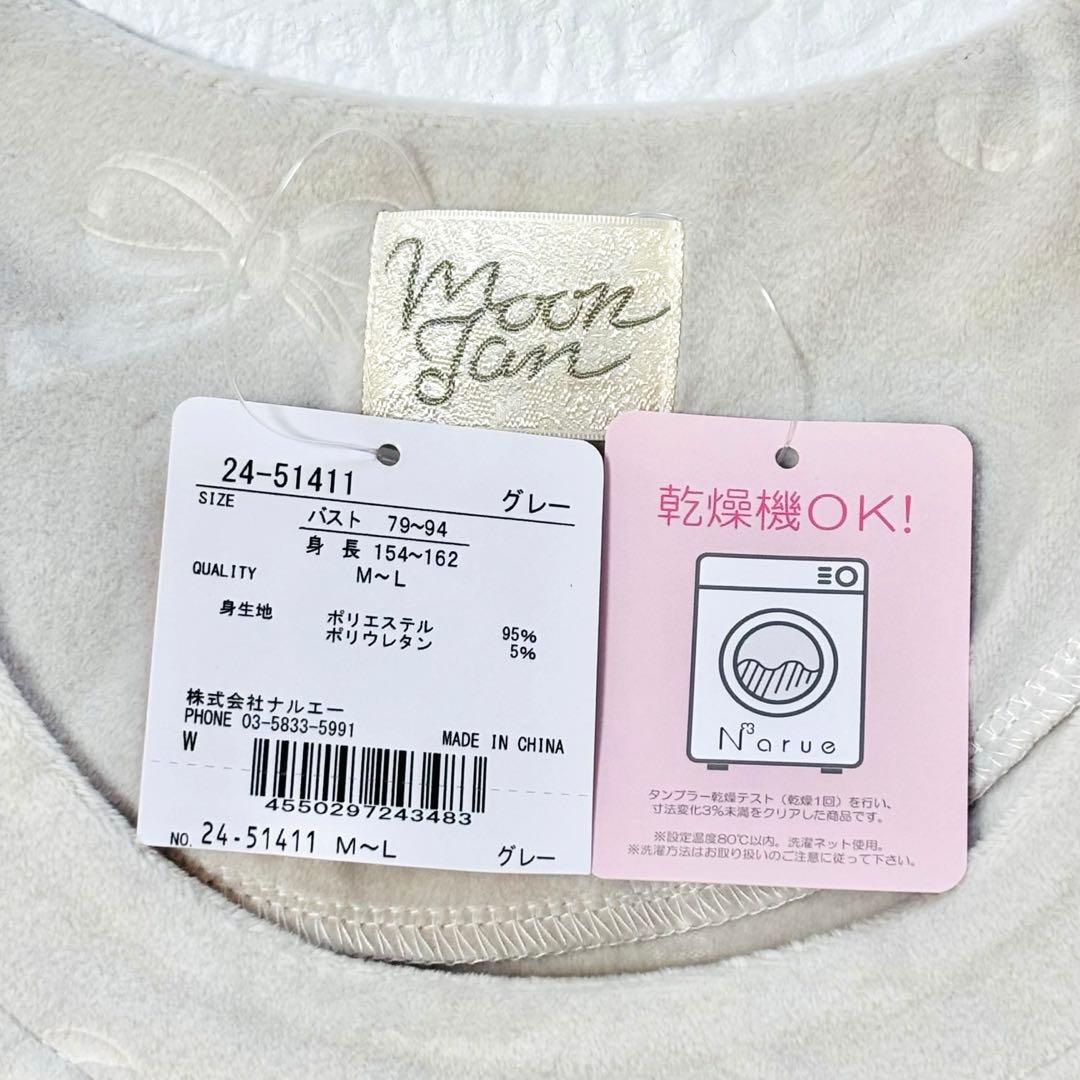 Moon
Jan
24-51411
グレー
SIZE
バスト 79~94
身 長 154~162
M~L
QUALITY
身生地
ポリエステル 95%
ポリウレタン 5%
株式会社ナルエー
PHONE 03-5833-5991
MADE IN CHINA
W
4550297243483
NO. 24-51411 M~L グレー
乾燥機OK!
Narue
タンブラー乾燥テスト(乾燥1回)を行い、
寸法変化3%未満をクリアした商品です。
※設定温度80℃以内。洗濯ネット使用。
※洗濯方法はお取り扱いのご注意に従って下さい。